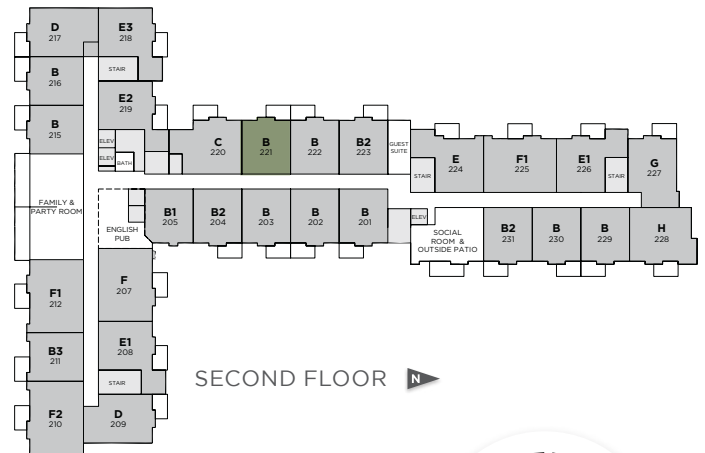 D
217
E3
218
STAIR
B
216
E2
219
B
215
ELEV
ELEV
BATH
C
220
B
221
B
222
B2
223
GUEST
SUITE
E
224
STAIR
F1
225
E1
226
STAIR
G
227
FAMILY &
PARTY ROOM
ENGLISH
PUB
B1
205
B2
204
B
203
B
202
B
201
ELEV
SOCIAL
ROOM &
OUTSIDE PATIO
B2
231
B
230
B
229
H
228
F
207
F1
212
E1
208
B3
211
STAIR
F2
210
D
209
SECOND FLOOR
N